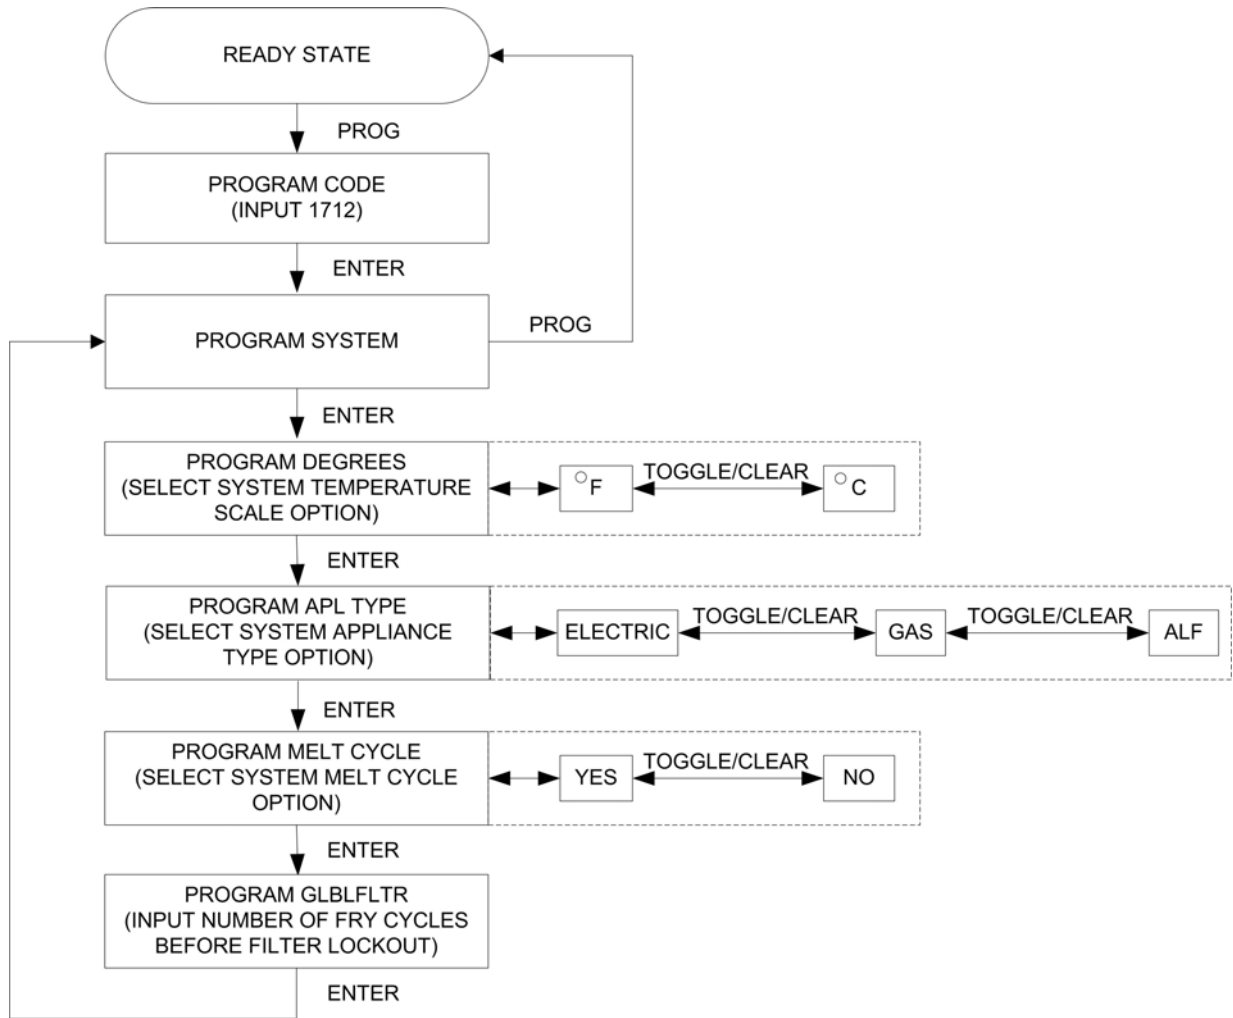 READY STATE
PROG
PROGRAM CODE
(INPUT 1712)
ENTER
PROGRAM SYSTEM
PROG
ENTER
PROGRAM DEGREES
(SELECT SYSTEM TEMPERATURE
SCALE OPTION)
°F
TOGGLE/CLEAR
°C
ENTER
PROGRAM APL TYPE
(SELECT SYSTEM APPLIANCE
TYPE OPTION)
ELECTRIC
TOGGLE/CLEAR
GAS
TOGGLE/CLEAR
ALF
ENTER
PROGRAM MELT CYCLE
(SELECT SYSTEM MELT CYCLE
OPTION)
YES
TOGGLE/CLEAR
NO
ENTER
PROGRAM GLBLFLTR
(INPUT NUMBER OF FRY CYCLES
BEFORE FILTER LOCKOUT)
ENTER